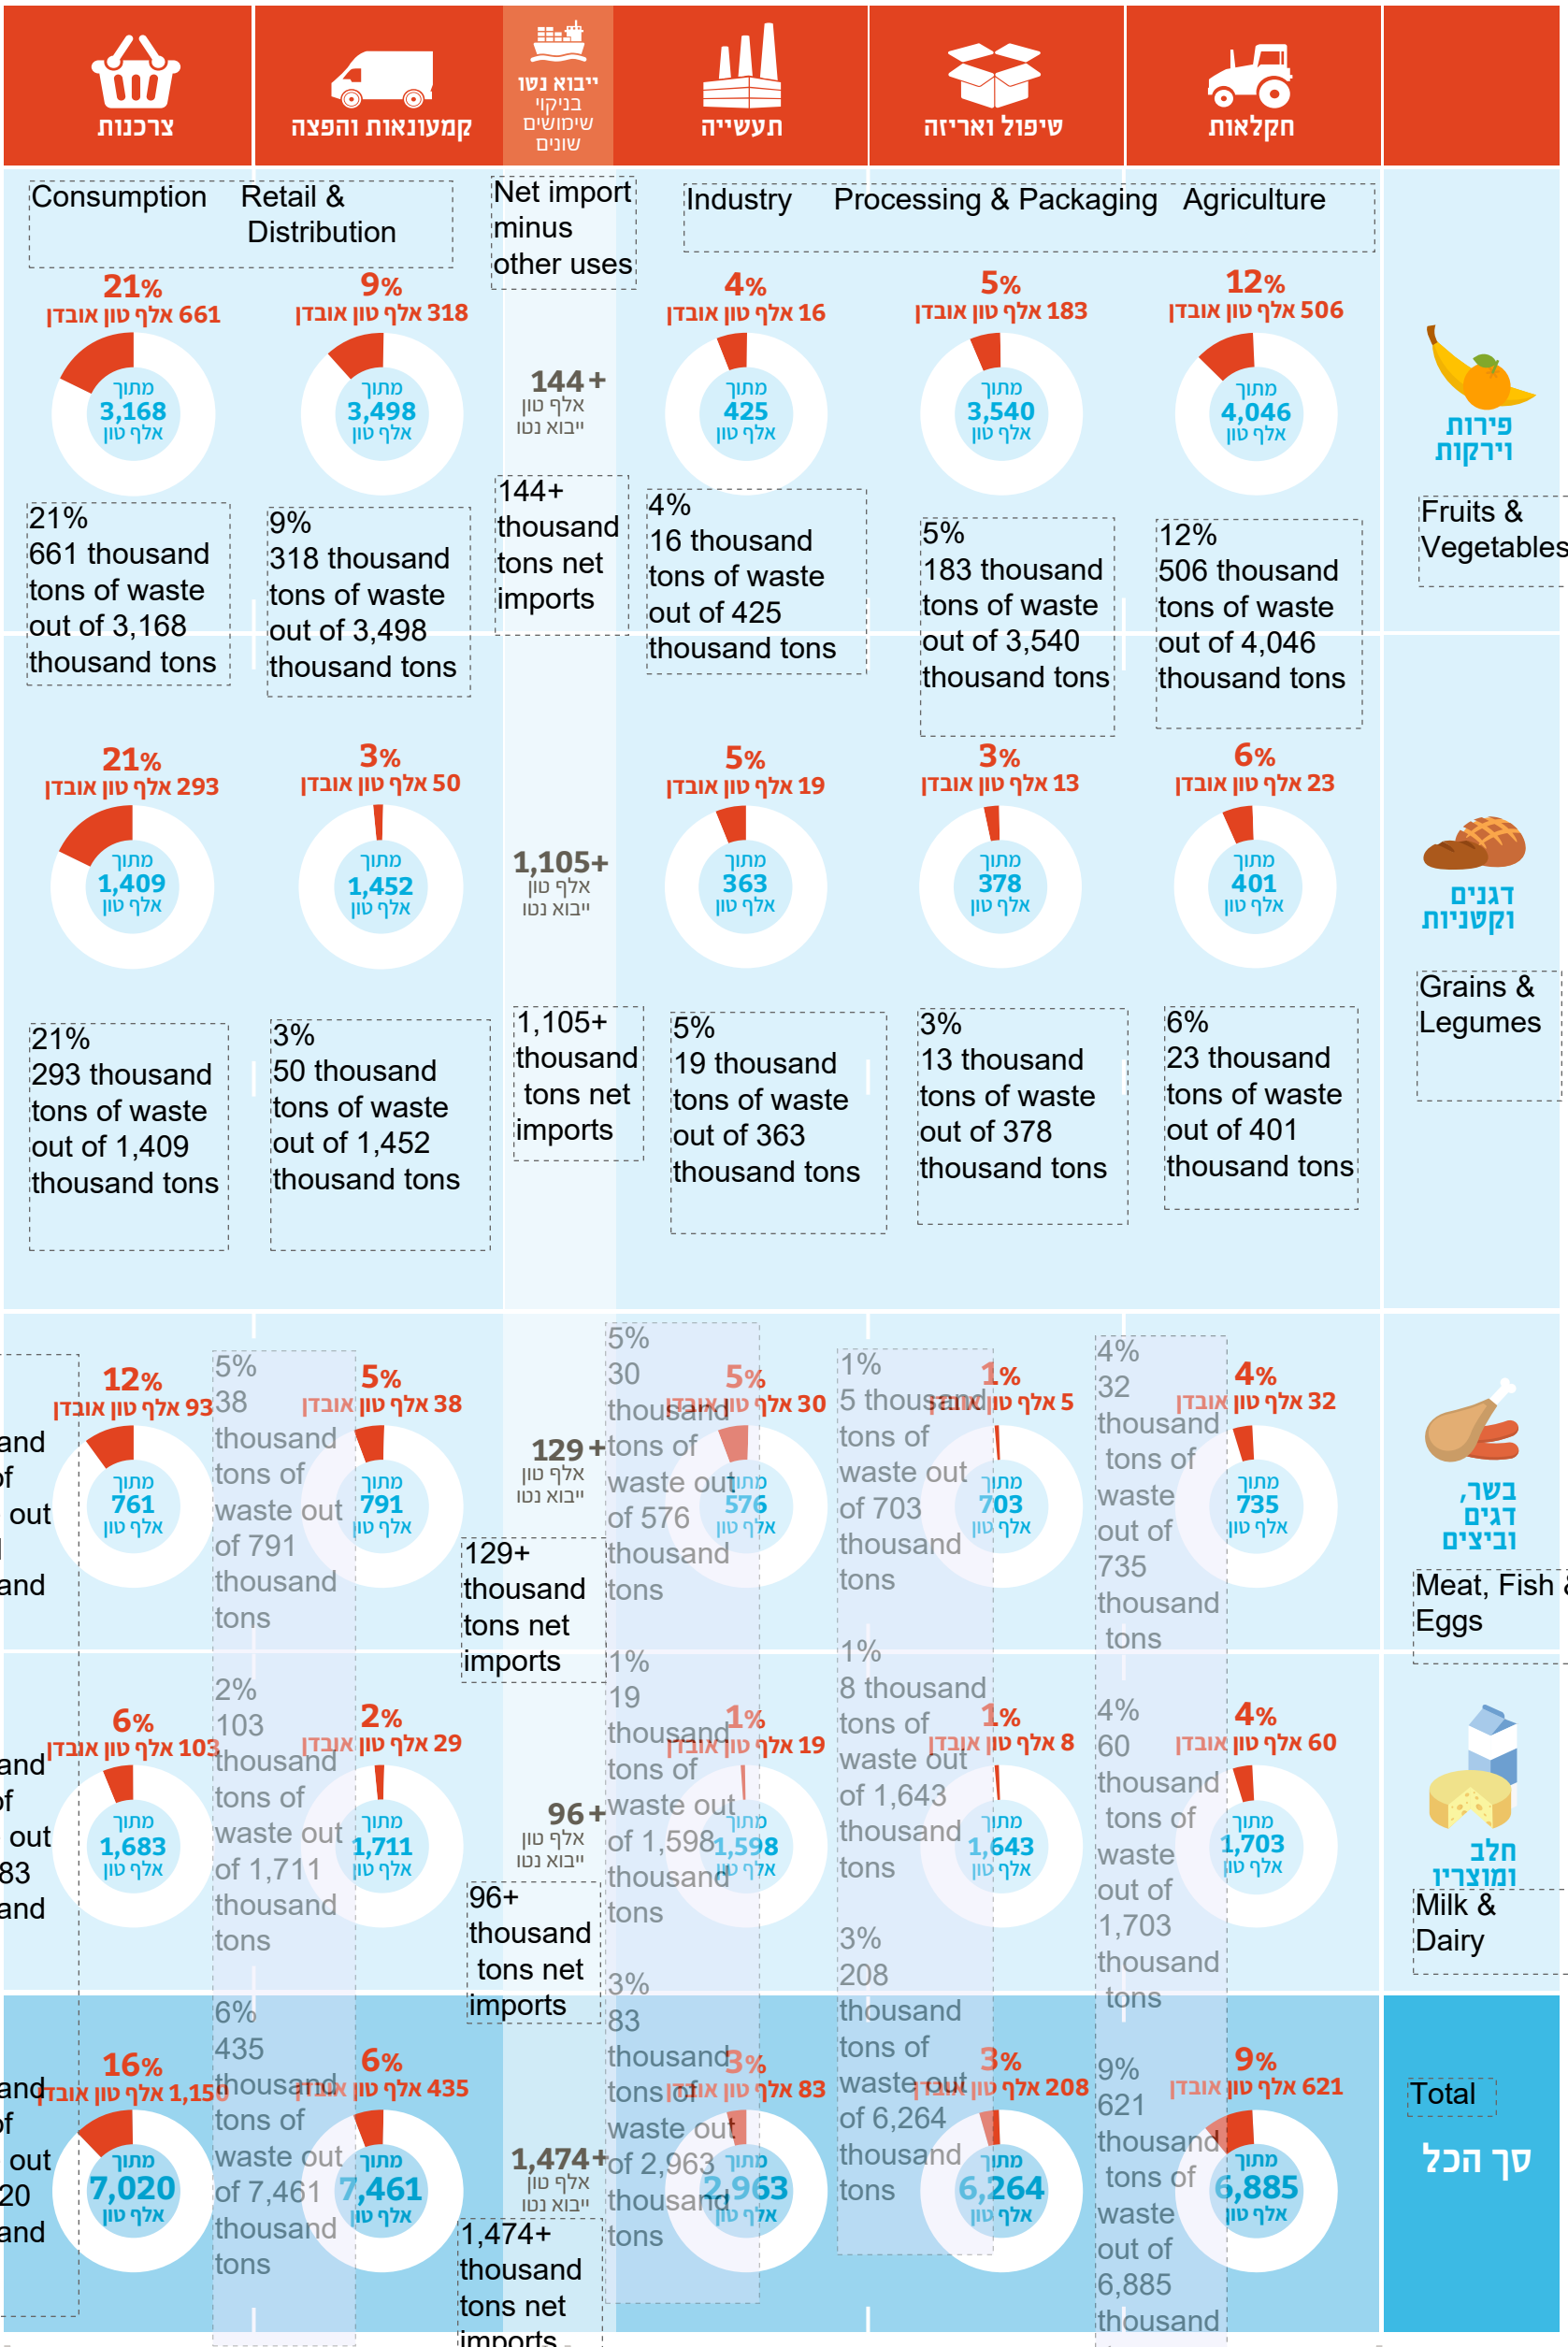 חקלאות
טיפול ואריזה
תעשייה
ייבוא נטו
בניקוי
שימושים
שונים
קמעונאות והפצה
צרכנות
Consumption
Retail &
Distribution
Net import
minus
other uses
Industry
Processing & Packaging
Agriculture
פירות
וירקות
Fruits &
Vegetables
12%
506 אלף טון אובדן
מתוך
4,046
אלף טון
5%
183 אלף טון אובדן
מתוך
3,540
אלף טון
4%
16 אלף טון אובדן
מתוך
425
אלף טון
144+
אלף טון
ייבוא נטו
9%
318 אלף טון אובדן
מתוך
3,498
אלף טון
21%
661 אלף טון אובדן
מתוך
3,168
אלף טון
21%
661 thousand
tons of waste
out of 3,168
thousand tons
9%
318 thousand
tons of waste
out of 3,498
thousand tons
144+
thousand
tons net
imports
4%
16 thousand
tons of waste
out of 425
thousand tons
5%
183 thousand
tons of waste
out of 3,540
thousand tons
12%
506 thousand
tons of waste
out of 4,046
thousand tons
דגנים
וקטניות
Grains &
Legumes
6%
23 אלף טון אובדן
מתוך
401
אלף טון
3%
13 אלף טון אובדן
מתוך
378
אלף טון
5%
19 אלף טון אובדן
מתוך
363
אלף טון
1,105+
אלף טון
ייבוא נטו
3%
50 אלף טון אובדן
מתוך
1,452
אלף טון
21%
293 אלף טון אובדן
מתוך
1,409
אלף טון
21%
293 thousand
tons of waste
out of 1,409
thousand tons
3%
50 thousand
tons of waste
out of 1,452
thousand tons
1,105+
thousand
tons net
imports
5%
19 thousand
tons of waste
out of 363
thousand tons
3%
13 thousand
tons of waste
out of 378
thousand tons
6%
23 thousand
tons of waste
out of 401
thousand tons
בשר,
דגים
וביצים
Meat, Fish &
Eggs
4%
32 אלף טון אובדן
מתוך
735
אלף טון
1%
5 אלף טון אובדן
מתוך
703
אלף טון
5%
30 אלף טון אובדן
מתוך
576
אלף טון
129+
אלף טון
ייבוא נטו
5%
38 אלף טון אובדן
מתוך
791
אלף טון
12%
93 אלף טון אובדן
מתוך
761
אלף טון
and
of
out
and
5%
38
thousand
tons of
waste out
of 791
thousand
tons
129+
thousand
tons net
imports
5%
30
thousand
tons of
waste out
of 576
thousand
tons
1%
5 thousand
tons of
waste out
of 703
thousand
tons
4%
32
thousand
tons of
waste
out of
735
thousand
tons
חלב
ומוצריו
Milk &
Dairy
4%
60 אלף טון אובדן
מתוך
1,703
אלף טון
1%
8 אלף טון אובדן
מתוך
1,643
אלף טון
1%
19 אלף טון אובדן
מתוך
1,598
אלף טון
96+
אלף טון
ייבוא נטו
2%
29 אלף טון אובדן
מתוך
1,711
אלף טון
6%
103 אלף טון אובדן
מתוך
1,683
אלף טון
and
of
out
83
and
2%
103
thousand
tons of
waste out
of 1,711
thousand
tons
96+
thousand
tons net
imports
1%
19
thousand
tons of
waste out
of 1,598
thousand
tons
1%
8 thousand
tons of
waste out
of 1,643
thousand
tons
4%
60
thousand
tons of
waste
out of
1,703
thousand
tons
Total
סך הכל
9%
621 אלף טון אובדן
מתוך
6,885
אלף טון
3%
208 אלף טון אובדן
מתוך
6,264
אלף טון
3%
83 אלף טון אובדן
מתוך
2,963
אלף טון
1,474+
אלף טון
ייבוא נטו
6%
435 אלף טון אובדן
מתוך
7,461
אלף טון
16%
1,150 אלף טון אובדן
מתוך
7,020
אלף טון
and
of
out
20
and
6%
435
thousand
tons of
waste out
of 7,461
thousand
tons
1,474+
thousand
tons net
imports
3%
83
thousand
tons of
waste out
of 2,963
thousand
tons
3%
208
thousand
tons of
waste out
of 6,264
thousand
tons
9%
621
thousand
tons of
waste
out of
6,885
thousand